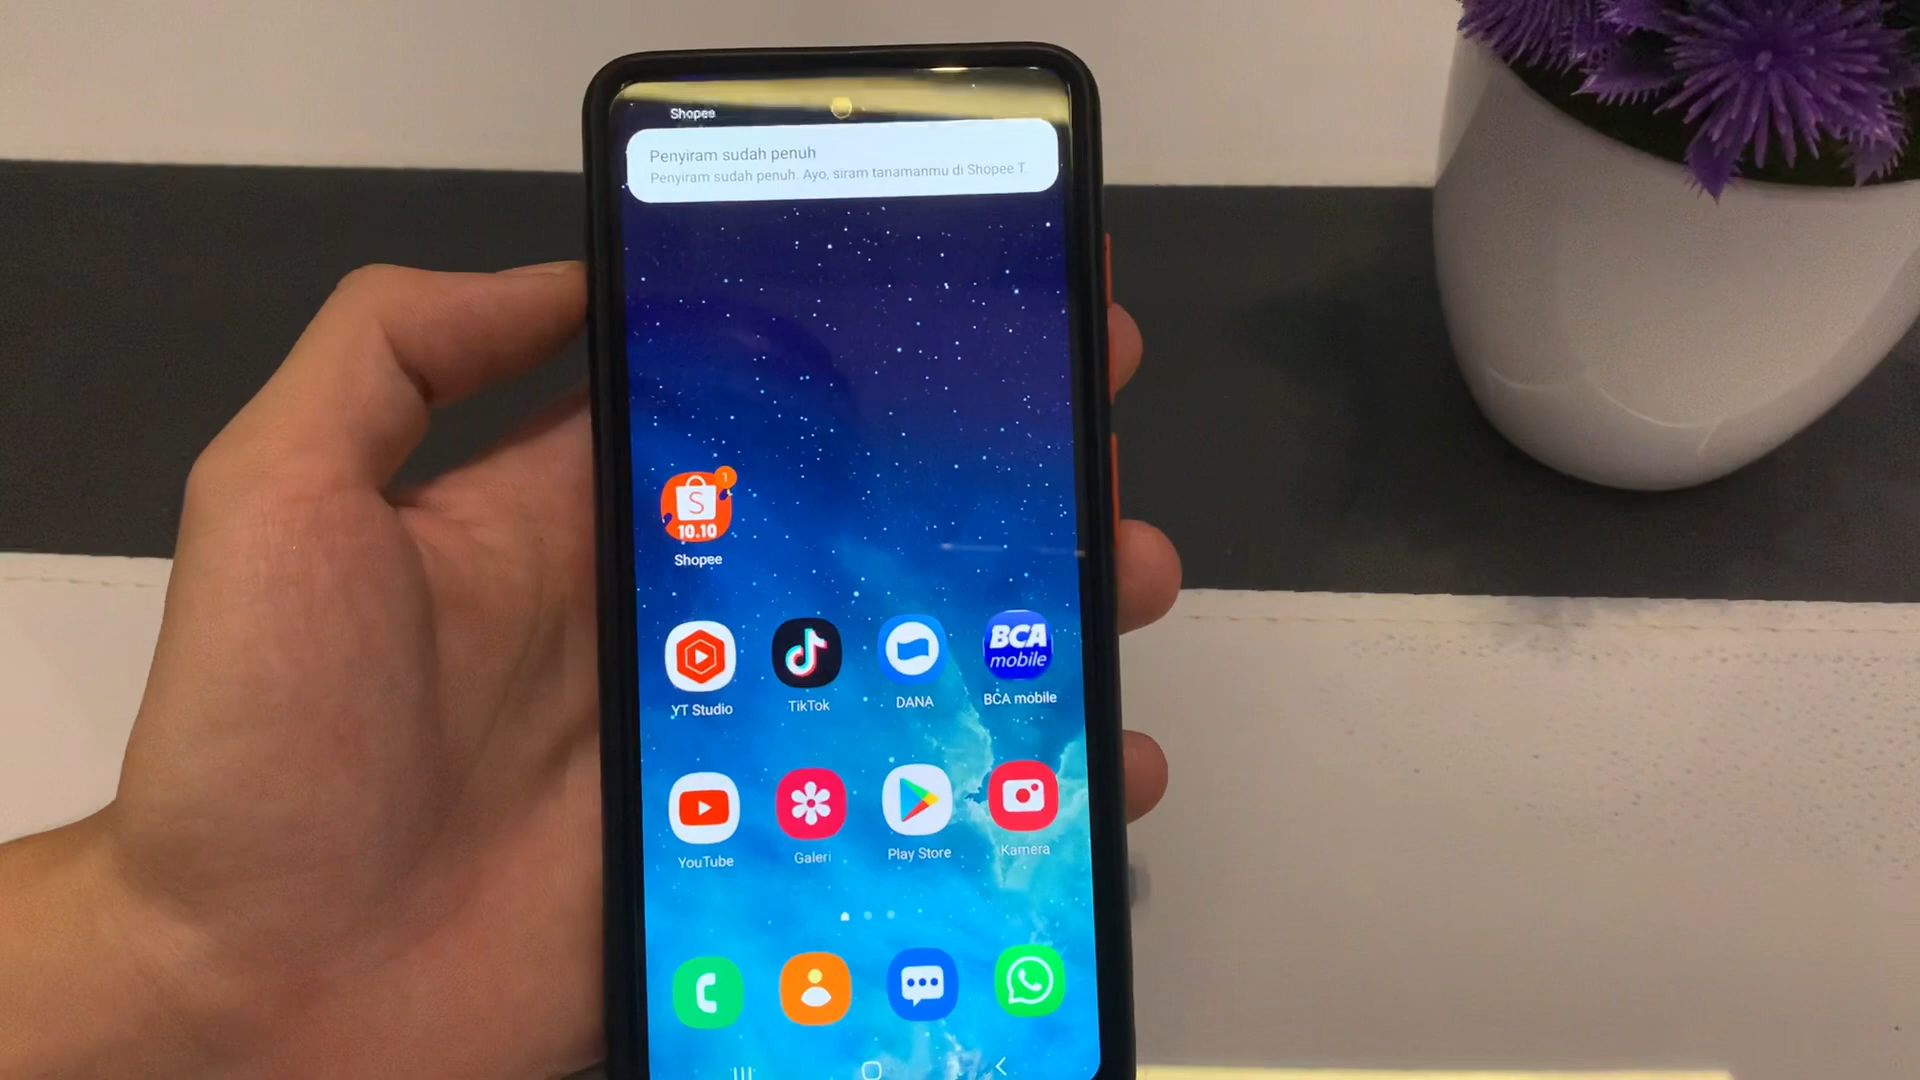 Shopee
Penyiram sudah penuh
Penyiram sudah penuh. Ayo, siram tanamanmu di Shopee T...
1
S
10.10
Shopee
BCA
mobile
YT Studio
TikTok
DANA
BCA mobile
YouTube
Galeri
Play Store
Kamera